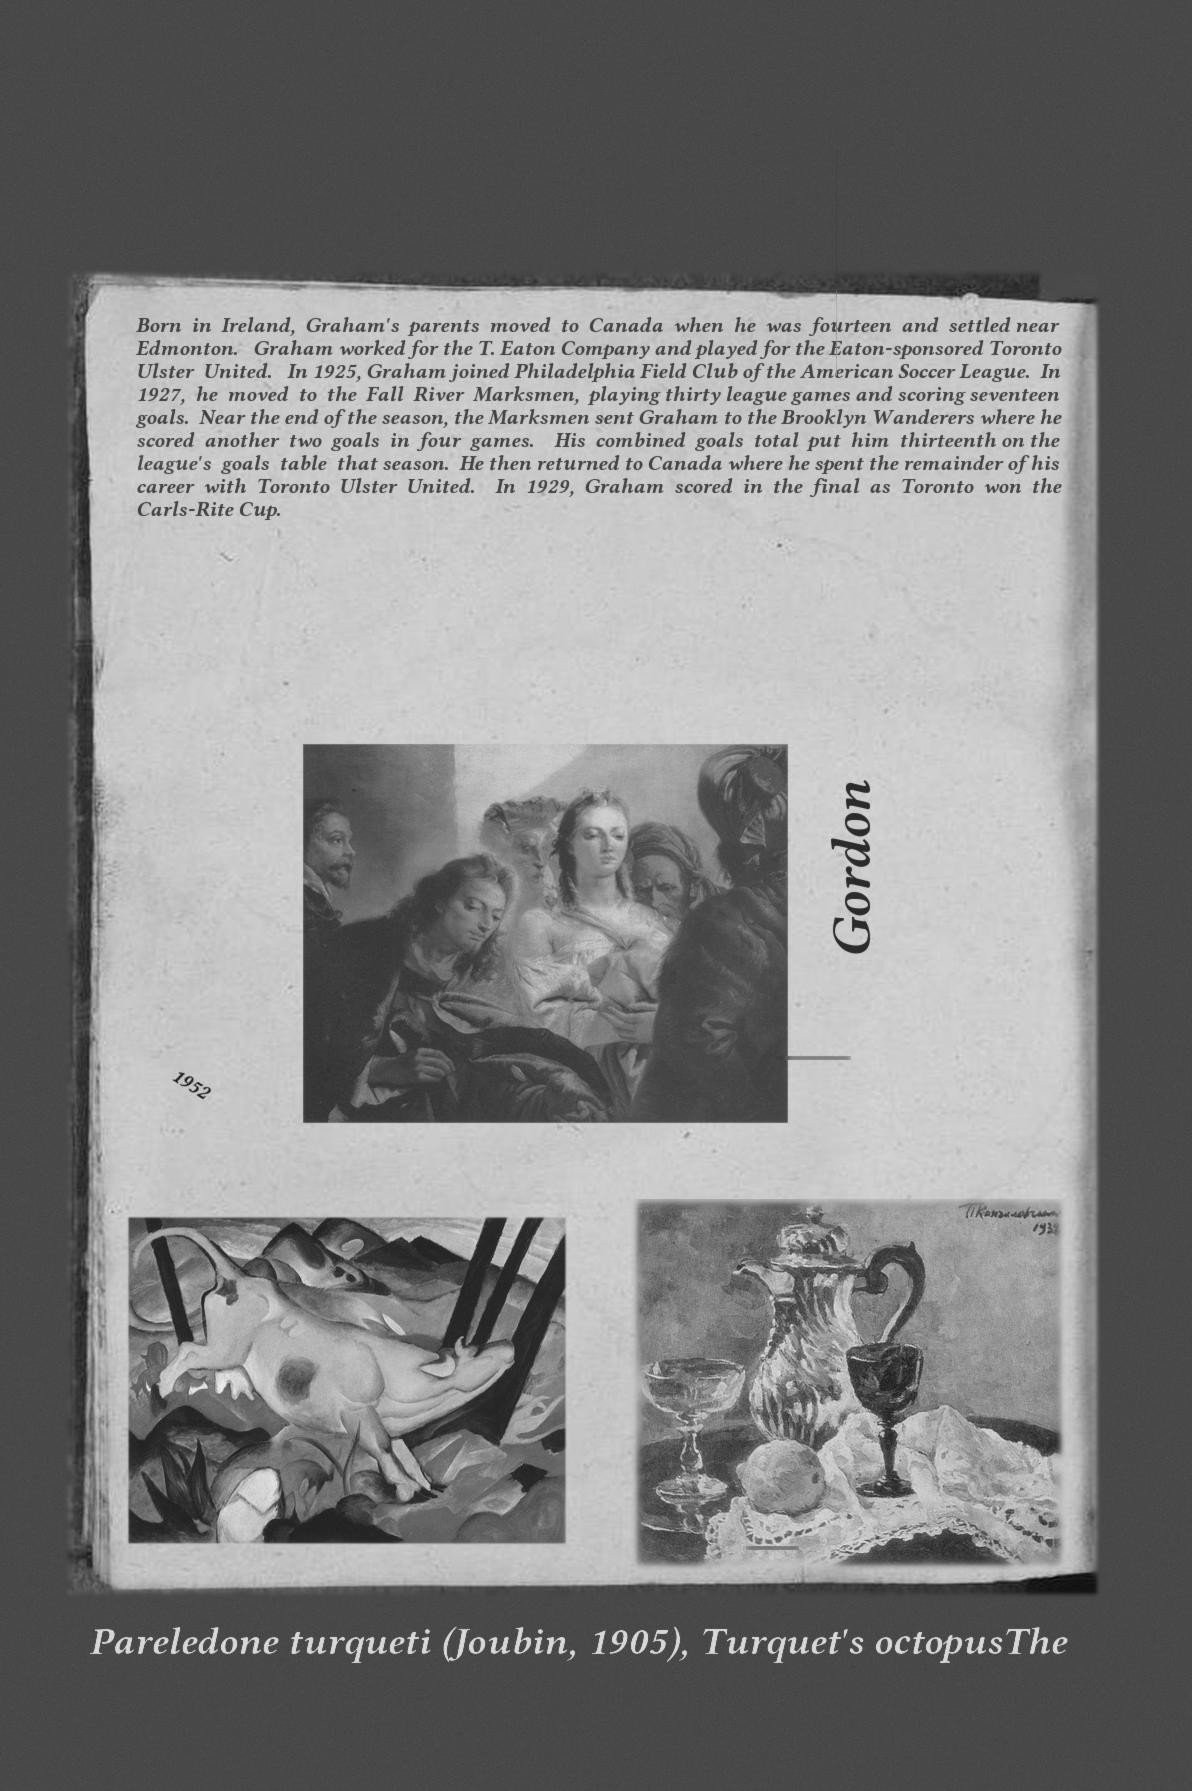 Born in Ireland, Graham's parents moved to Canada when he was fourteen and settled near
Edmonton. Graham worked for the T. Eaton Company and played for the Eaton-sponsored Toronto
Ulster United. In 1925, Graham joined Philadelphia Field Club of the American Soccer League. In
1927, he moved to the Fall River Marksmen, playing thirty league games and scoring seventeen
goals. Near the end of the season, the Marksmen sent Graham to the Brooklyn Wanderers where he
scored another two goals in four games. His combined goals total put him thirteenth on the
league's goals table that season. He then returned to Canada where he spent the remainder of his
career with Toronto Ulster United. In 1929, Graham scored in the final as Toronto won the
Carls-Rite Cup.
Gordon
1952
Pareledone turqueti (Joubin, 1905), Turquet's octopusThe